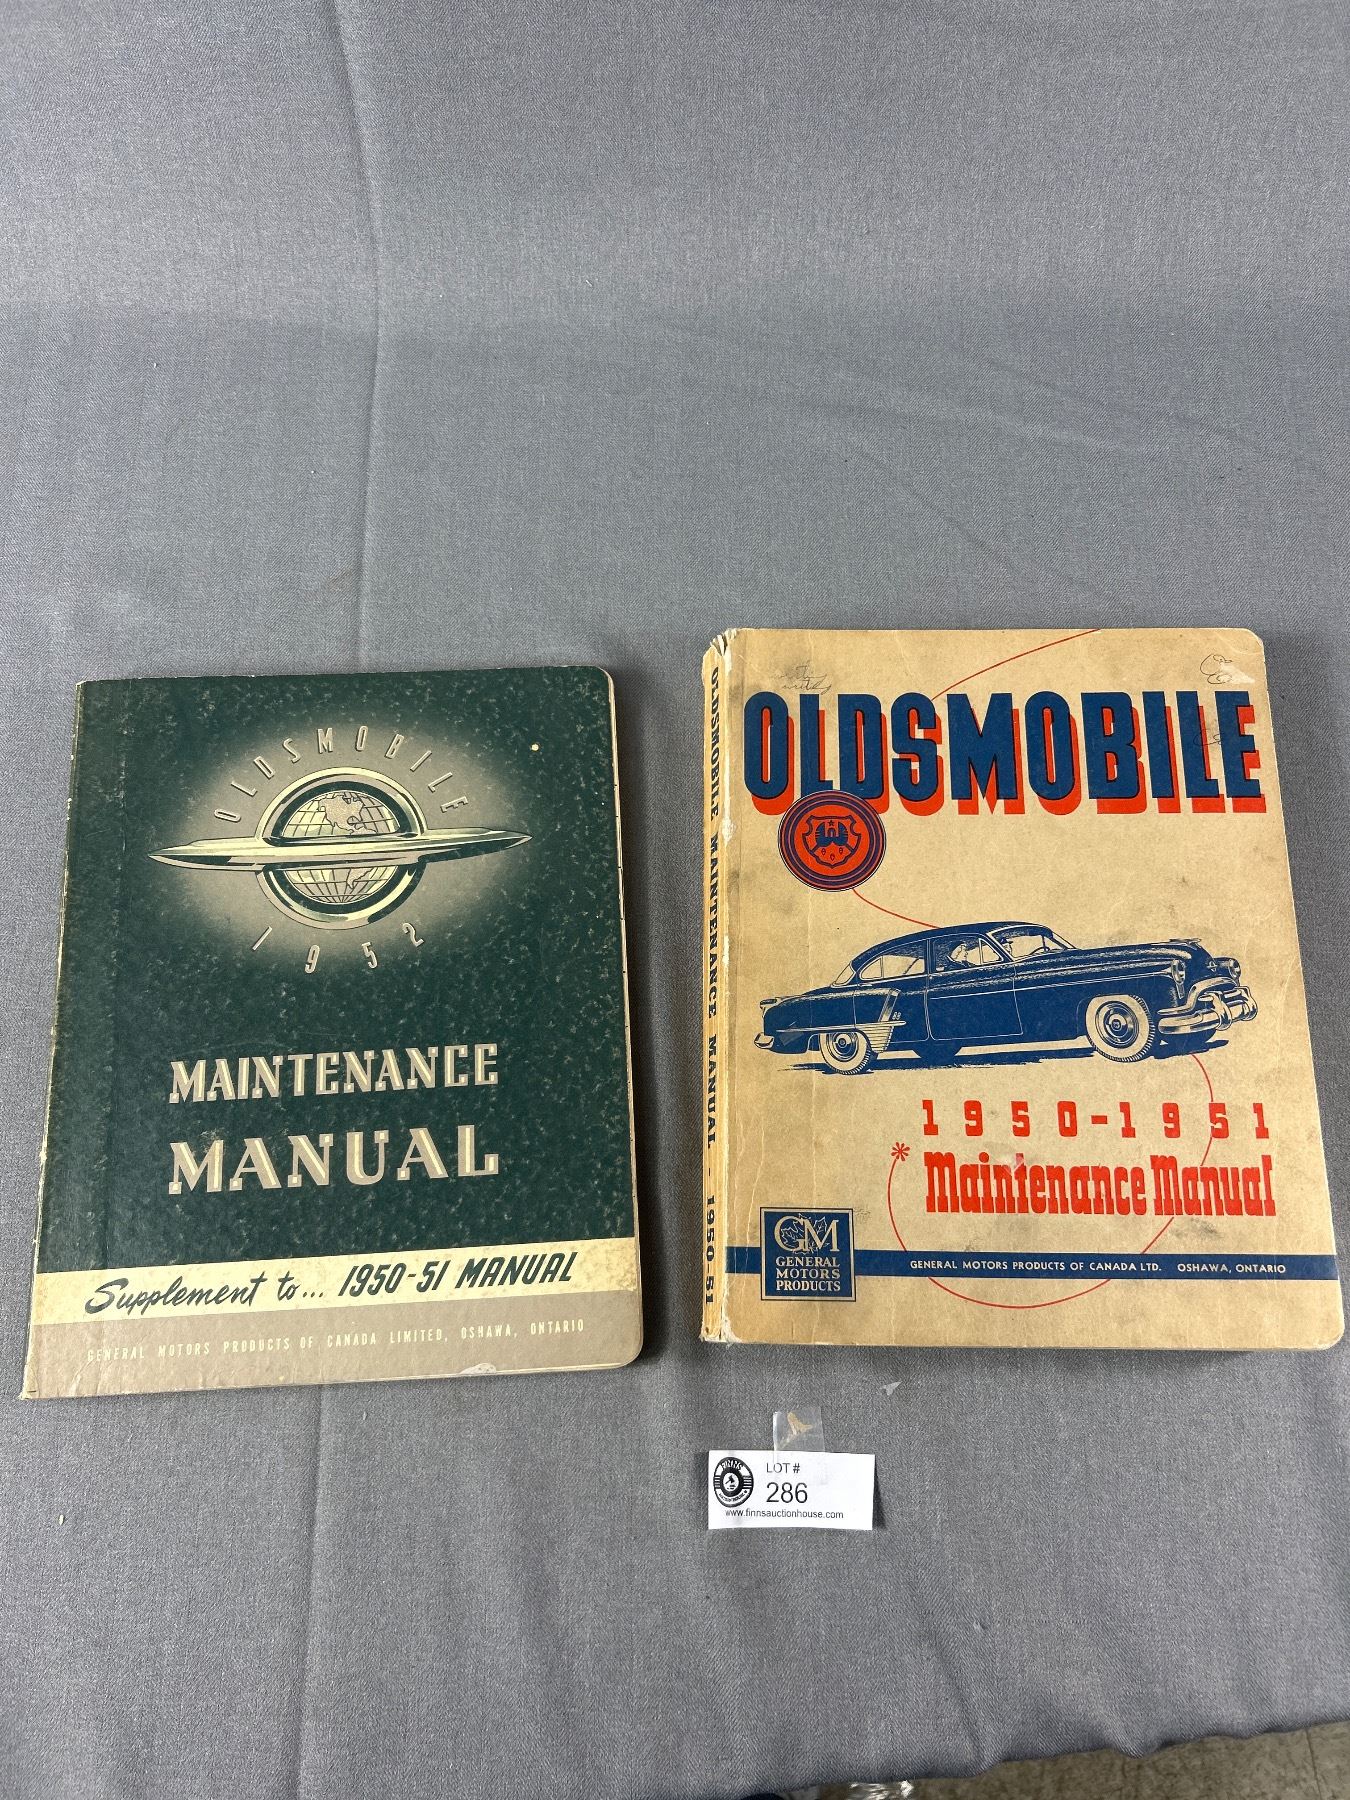 OLDSMOBILE
1952
MAINTENANCE
MANUAL
Supplement to... 1950-51 MANUAL
GENERAL MOTORS PRODUCTS OF CANADA LIMITED, OSHAWA, ONTARIO
OLDSMOBILE MAINTENANCE MANUAL - 1950-51
OLDSMOBILE
88
1950-1951
* Maintenance Manual
GM
GENERAL
MOTORS
PRODUCTS
GENERAL MOTORS PRODUCTS OF CANADA LTD. OSHAWA, ONTARIO
LOT #
286
www.finnsauctionhouse.com